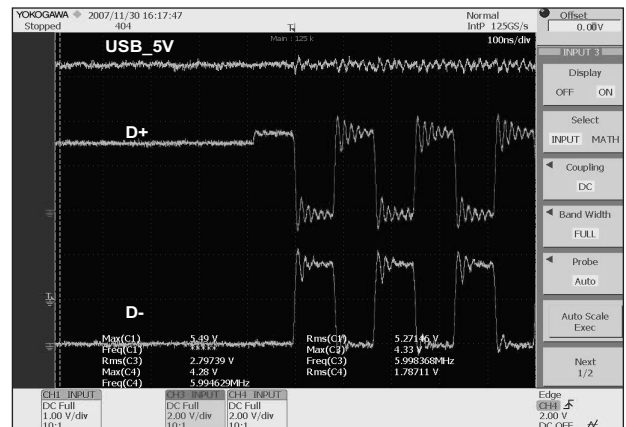 YOKOGAWA 2007/11/30 16:17:47 Normal
Stopped 404 IntP 125GS/s
Main : 125 k 100ns/div
Offset
0.00V
INPUT 3
USB_5V
Display
OFF ON
Select
INPUT MATH
D+
Coupling
DC
Band Width
FULL
Probe
Auto
D-
Auto Scale
Exec
Max(C1) 5.49 V Rms(C1) 5.27146 V
Freq(C1) Max(C3) 4.33 V
Rms(C3) 2.79739 V Freq(C3) 5.998368MHz
Max(C4) 4.28 V Rms(C4) 1.78711 V
Freq(C4) 5.994629MHz
Next
1/2
CH1 INPUT CH3 INPUT CH4 INPUT
DC Full DC Full DC Full
1.00 V/div 2.00 V/div 2.00 V/div
10:1 10:1 10:1
Edge
CH4
2.00 V
DC OFF